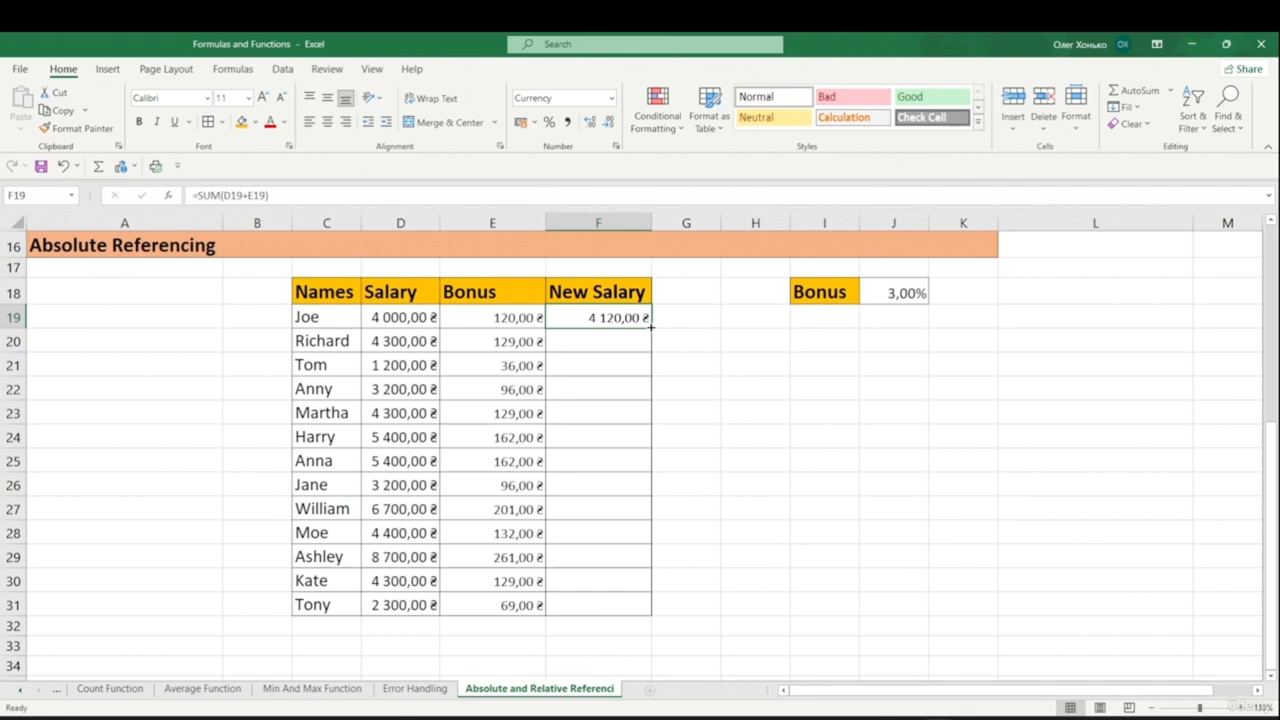 Formulas and Functions - Excel
Search
Олег Хонько
ОХ
File
Home
Insert
Page Layout
Formulas
Data
Review
View
Help
Share
Paste
Cut
Copy
Format Painter
Clipboard
Calibri
11
B I U
Font
Wrap Text
Merge & Center
Alignment
Currency
Number
Conditional Formatting
Format as Table
Normal
Bad
Good
Neutral
Calculation
Check Cell
Styles
Insert
Delete
Format
Cells
AutoSum
Fill
Clear
Sort & Filter
Find & Select
Editing
F19
fx
=SUM(D19+E19)
A B C D E F G H I J K L M
16 Absolute Referencing
17
18 Names Salary Bonus New Salary Bonus 3,00%
19 Joe 4 000,00 ₴ 120,00 ₴ 4 120,00 ₴
20 Richard 4 300,00 ₴ 129,00 ₴
21 Tom 1 200,00 ₴ 36,00 ₴
22 Anny 3 200,00 ₴ 96,00 ₴
23 Martha 4 300,00 ₴ 129,00 ₴
24 Harry 5 400,00 ₴ 162,00 ₴
25 Anna 5 400,00 ₴ 162,00 ₴
26 Jane 3 200,00 ₴ 96,00 ₴
27 William 6 700,00 ₴ 201,00 ₴
28 Moe 4 400,00 ₴ 132,00 ₴
29 Ashley 8 700,00 ₴ 261,00 ₴
30 Kate 4 300,00 ₴ 129,00 ₴
31 Tony 2 300,00 ₴ 69,00 ₴
32
33
34
... Count Function Average Function Min And Max Function Error Handling Absolute and Relative Referenci
Ready